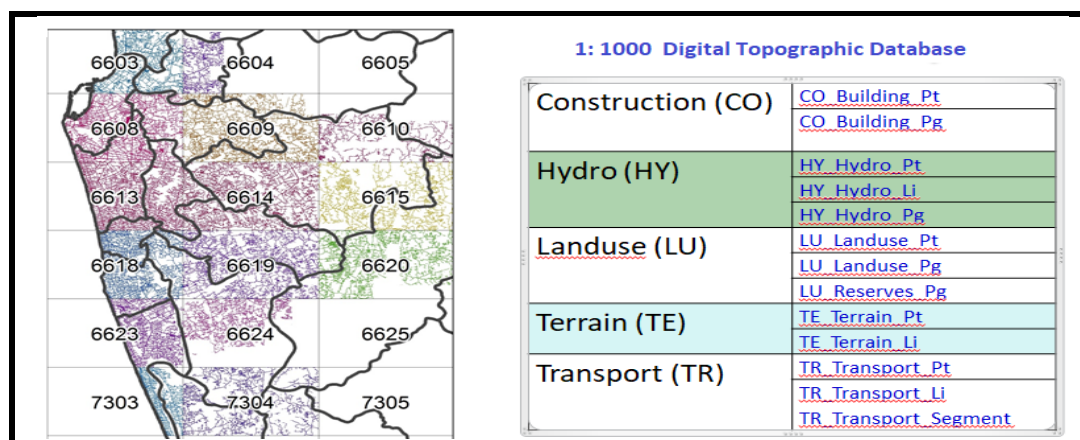 6603 6604 6605
6608 6609 6610
6613 6614 6615
6618 6619 6620
6623 6624 6625
7303 7304 7305
1: 1000 Digital Topographic Database
Construction (CO)
CO_Building_Pt
CO_Building_Pg
Hydro (HY)
HY_Hydro_Pt
HY_Hydro_Li
HY_Hydro_Pg
Landuse (LU)
LU_Landuse_Pt
LU_Landuse_Pg
LU_Reserves_Pg
Terrain (TE)
TE_Terrain_Pt
TE_Terrain_Li
Transport (TR)
TR_Transport_Pt
TR_Transport_Li
TR_Transport_Segment